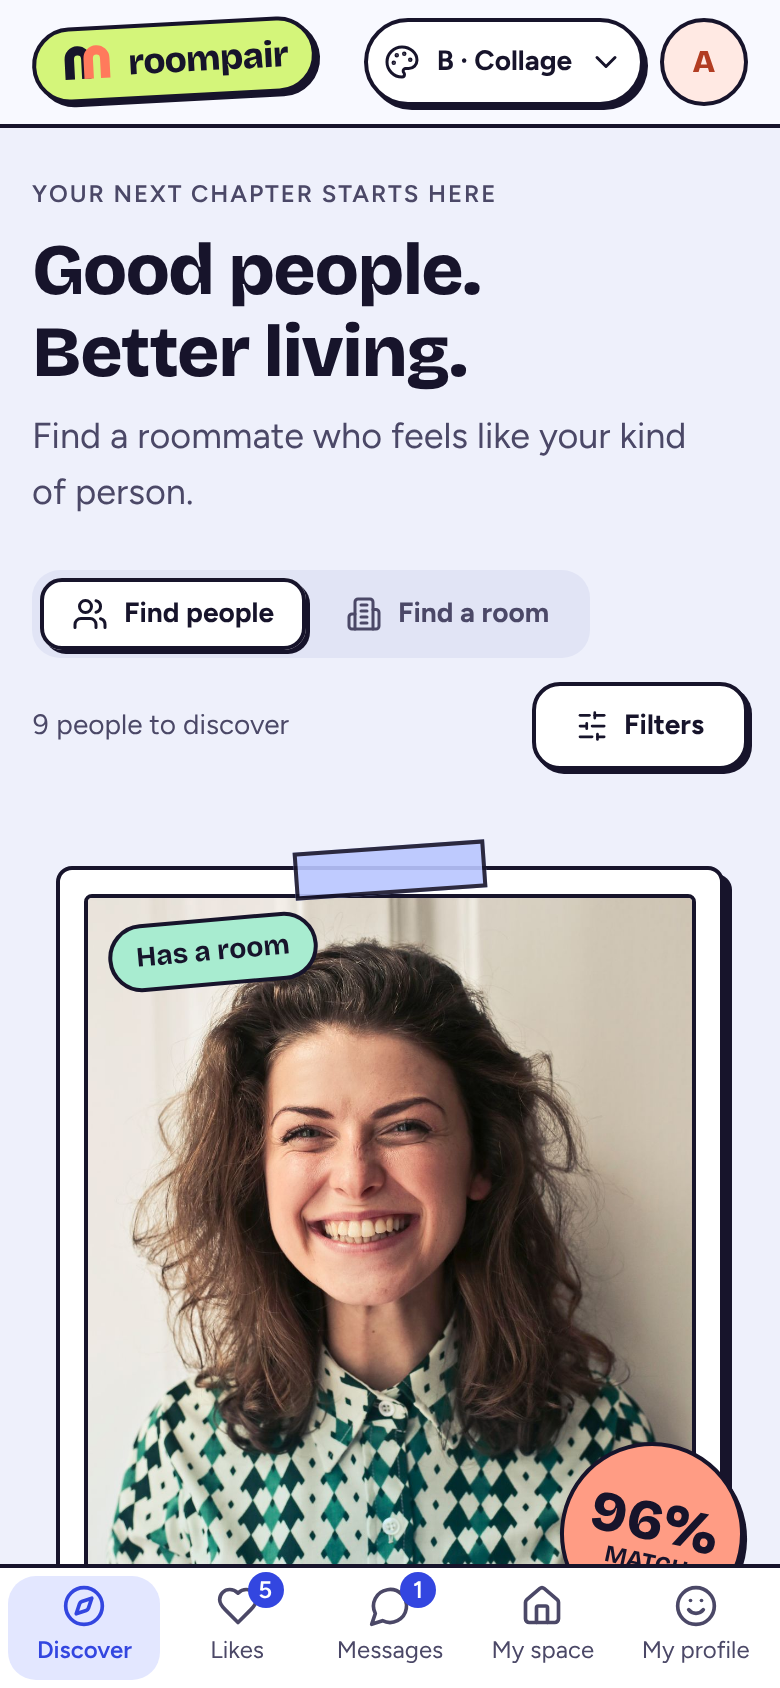 roompair
B · Collage
A
YOUR NEXT CHAPTER STARTS HERE
Good people.
Better living.
Find a roommate who feels like your kind
of person.
Find people
Find a room
9 people to discover
Filters
Has a room
96%
MATCH
5
1
Discover
Likes
Messages
My space
My profile